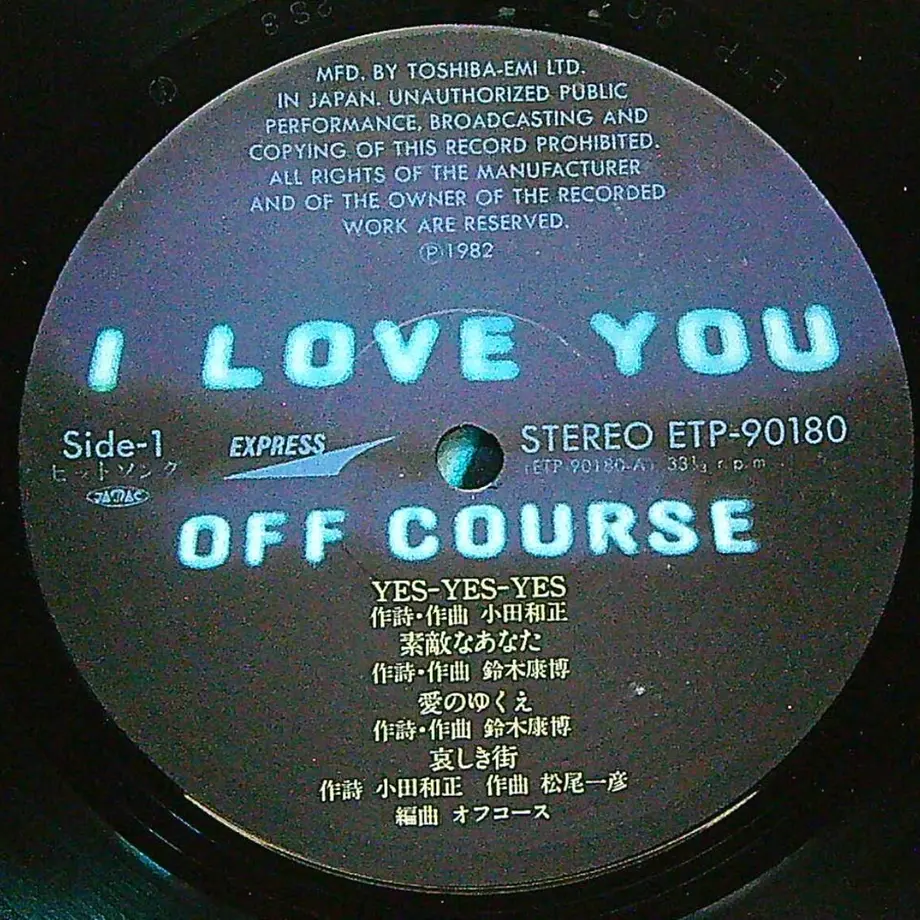 MFD. BY TOSHIBA-EMI LTD.
IN JAPAN. UNAUTHORIZED PUBLIC
PERFORMANCE, BROADCASTING AND
COPYING OF THIS RECORD PROHIBITED.
ALL RIGHTS OF THE MANUFACTURER
AND OF THE OWNER OF THE RECORDED
WORK ARE RESERVED.
Ⓟ1982
I LOVE YOU
Side-1
ヒットソング
JASRAC
EXPRESS
STEREO ETP-90180
(ETP-90180-A) 33⅓ r.p.m
OFF COURSE
YES-YES-YES
作詩・作曲 小田和正
素敵なあなた
作詩・作曲 鈴木康博
愛のゆくえ
作詩・作曲 鈴木康博
哀しき街
作詩 小田和正 作曲 松尾一彦
編曲 オフコース